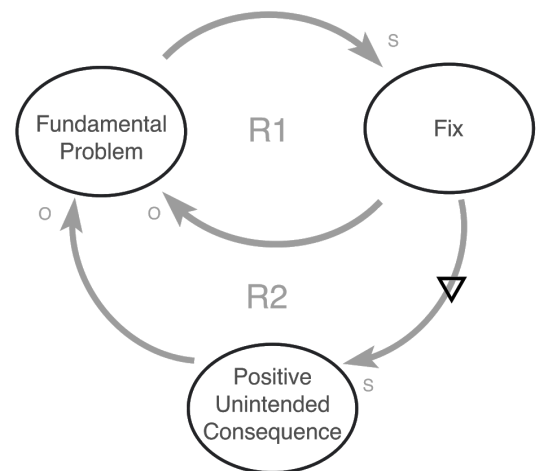 S
Fundamental
Problem
R1
Fix
O
O
R2
Positive
Unintended
Consequence
S